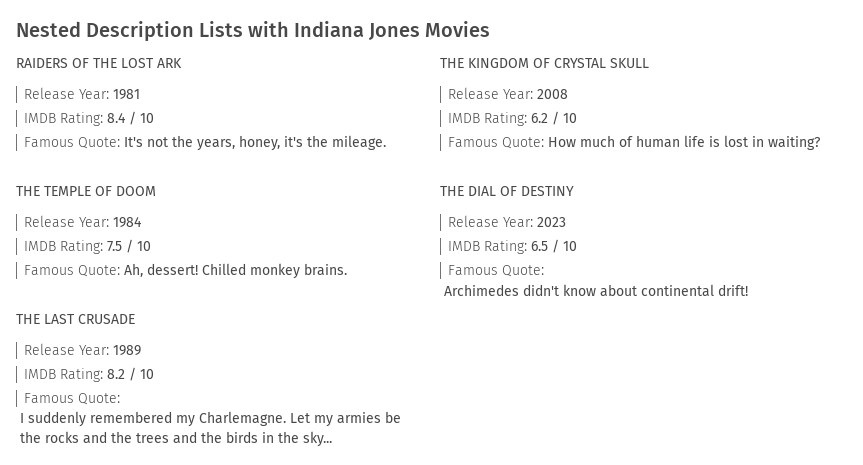 Nested Description Lists with Indiana Jones Movies
RAIDERS OF THE LOST ARK
Release Year: 1981
IMDB Rating: 8.4 / 10
Famous Quote: It's not the years, honey, it's the mileage.
THE TEMPLE OF DOOM
Release Year: 1984
IMDB Rating: 7.5 / 10
Famous Quote: Ah, dessert! Chilled monkey brains.
THE LAST CRUSADE
Release Year: 1989
IMDB Rating: 8.2 / 10
Famous Quote:
I suddenly remembered my Charlemagne. Let my armies be
the rocks and the trees and the birds in the sky...
THE KINGDOM OF CRYSTAL SKULL
Release Year: 2008
IMDB Rating: 6.2 / 10
Famous Quote: How much of human life is lost in waiting?
THE DIAL OF DESTINY
Release Year: 2023
IMDB Rating: 6.5 / 10
Famous Quote:
Archimedes didn't know about continental drift!